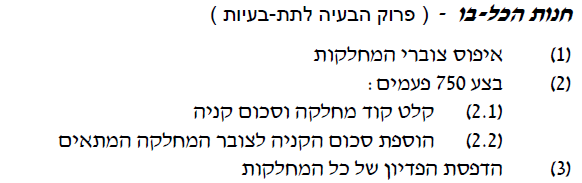 חנות הכל-בו - ( פרוק הבעיה לתת-בעיות )
(1) איפוס צוברי המחלקות
(2) בצע 750 פעמים :
(2.1) קלט קוד מחלקה וסכום קניה
(2.2) הוספת סכום הקניה לצובר המחלקה המתאים
(3) הדפסת הפדיון של כל המחלקות